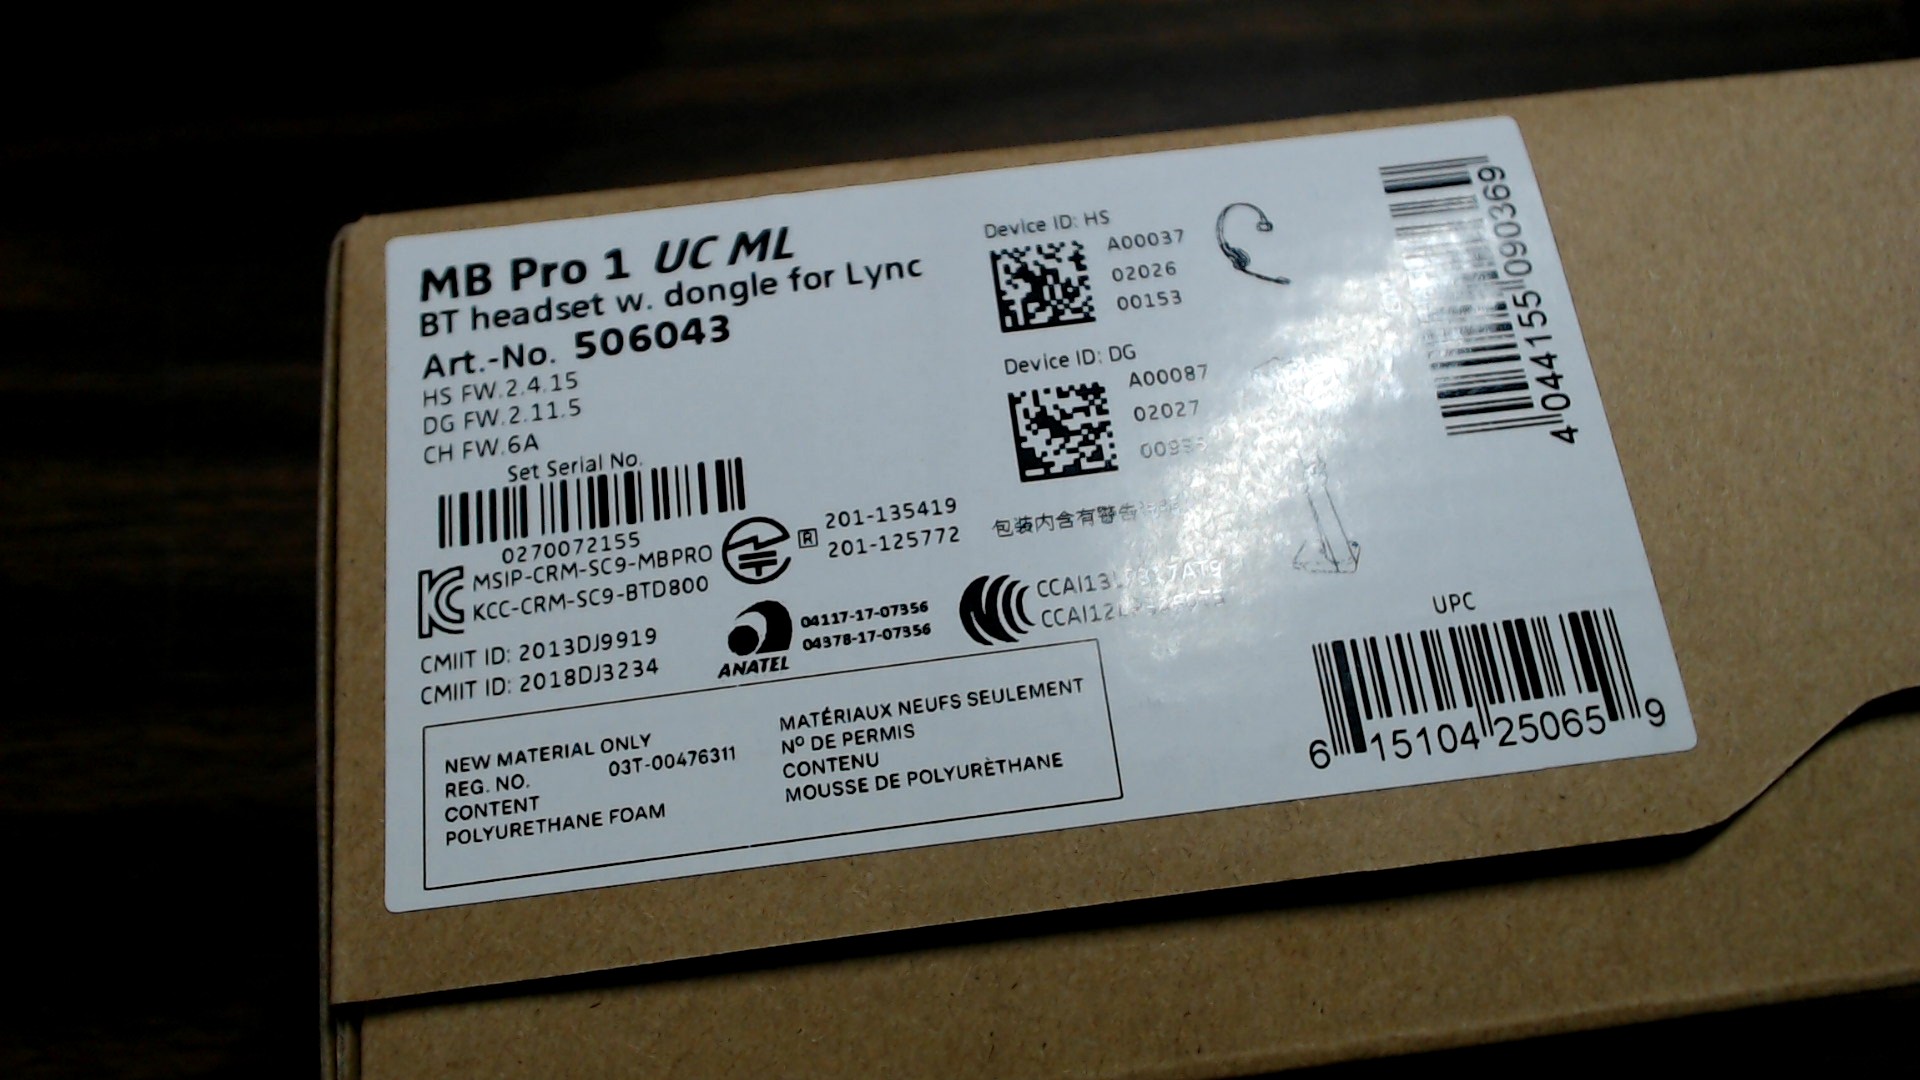 MB Pro 1 UC ML
BT headset w. dongle for Lync
Art.-No. 506043
HS FW.2.4.15
DG FW.2.11.5
CH FW.6A
Set Serial No.
0270072155
MSIP-CRM-SC9-MBPRO
KCC-CRM-SC9-BTD800
R 201-135419
201-125772
CMIIT ID: 2013DJ9919
CMIIT ID: 2018DJ3234
ANATEL
04117-17-07356
04378-17-07356
Device ID: HS
A00037
02026
00153
Device ID: DG
A00087
02027
包装内含有警告
4 044155 090369
UPC
6 15104 25065 9
NEW MATERIAL ONLY
REG. NO. 03T-00476311
CONTENT
POLYURETHANE FOAM
MATÉRIAUX NEUFS SEULEMENT
Nº DE PERMIS
CONTENU
MOUSSE DE POLYURÈTHANE